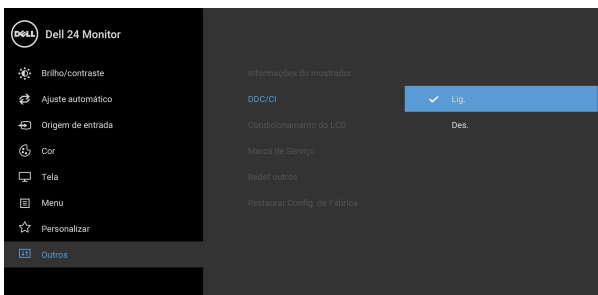 DELL Dell 24 Monitor
Brilho/contraste
Ajuste automático
Origem de entrada
Cor
Tela
Menu
Personalizar
Outros
Informações do mostrador
DDC/CI
Condicionamento do LCD
Marca de Serviço
Redef outros
Restaurar Config. de Fábrica
Lig.
Des.